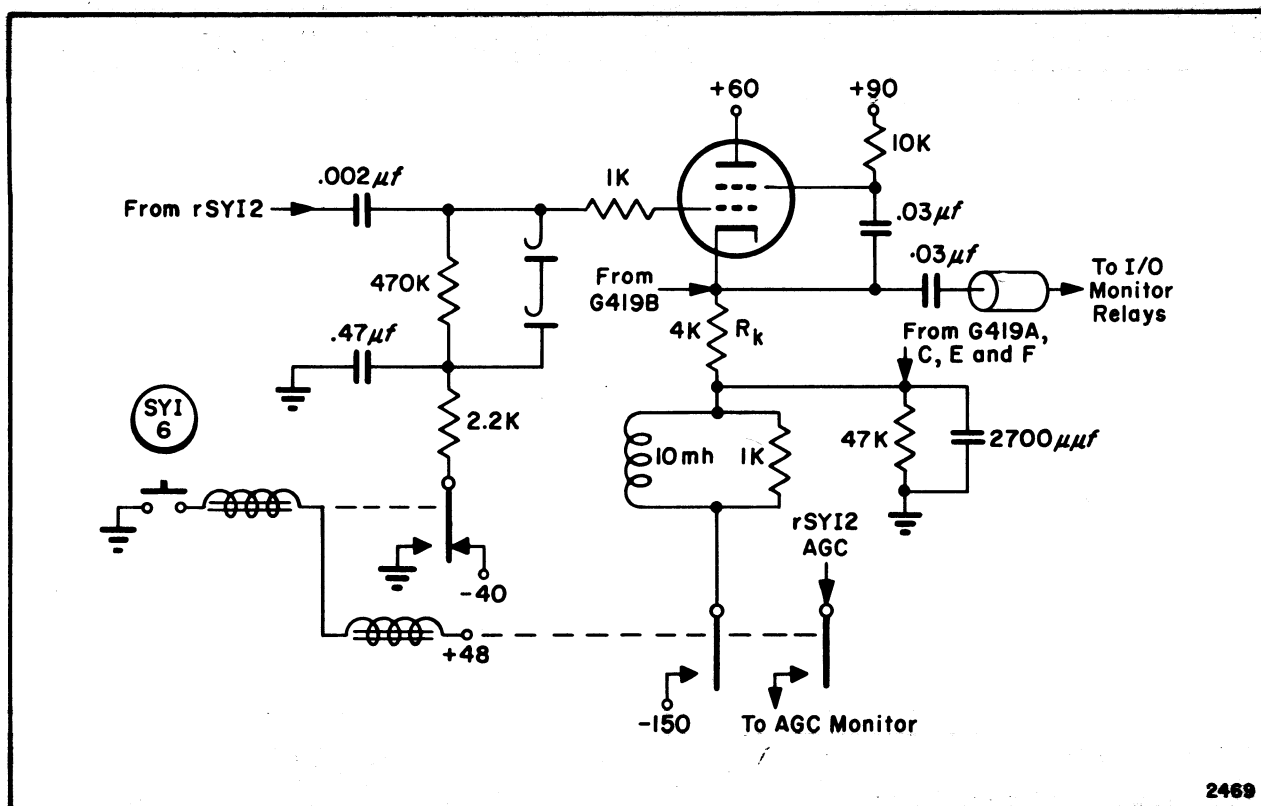 +60
+90
10K
.002μf
1K
From rSYI2
.03μf
.03μf
To I/O
Monitor
Relays
470K
From
G419B
4K
Rk
From G419A,
C, E and F
.47μf
SYI
6
2.2K
10mh
1K
47K
2700μμf
rSYI2
AGC
-40
+48
-150
To AGC Monitor
2469